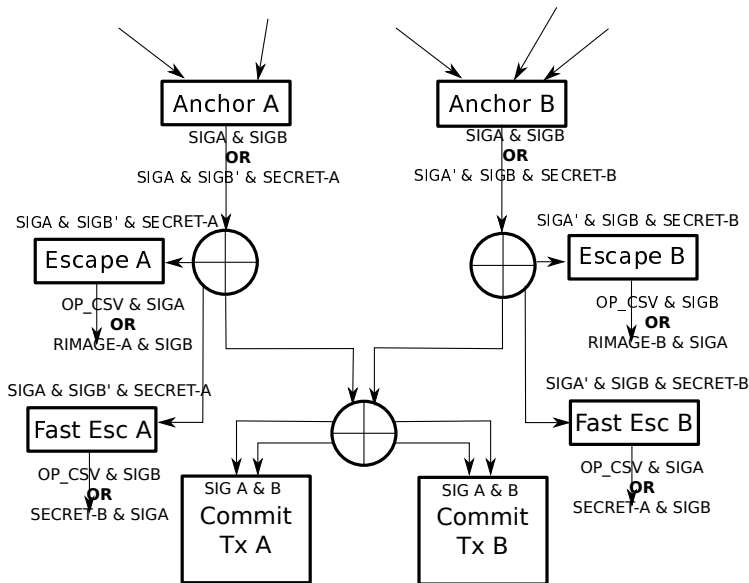 Anchor A
Anchor B
SIGA & SIGB
OR
SIGA & SIGB' & SECRET-A
SIGA & SIGB
OR
SIGA' & SIGB & SECRET-B
SIGA & SIGB' & SECRET-A
Escape A
OP_CSV & SIGA
OR
RIMAGE-A & SIGB
SIGA' & SIGB & SECRET-B
Escape B
OP_CSV & SIGB
OR
RIMAGE-B & SIGA
SIGA & SIGB' & SECRET-A
Fast Esc A
OP_CSV & SIGB
OR
SECRET-B & SIGA
SIGA' & SIGB & SECRET-B
Fast Esc B
OP_CSV & SIGA
OR
SECRET-A & SIGB
SIG A & B
Commit
Tx A
SIG A & B
Commit
Tx B